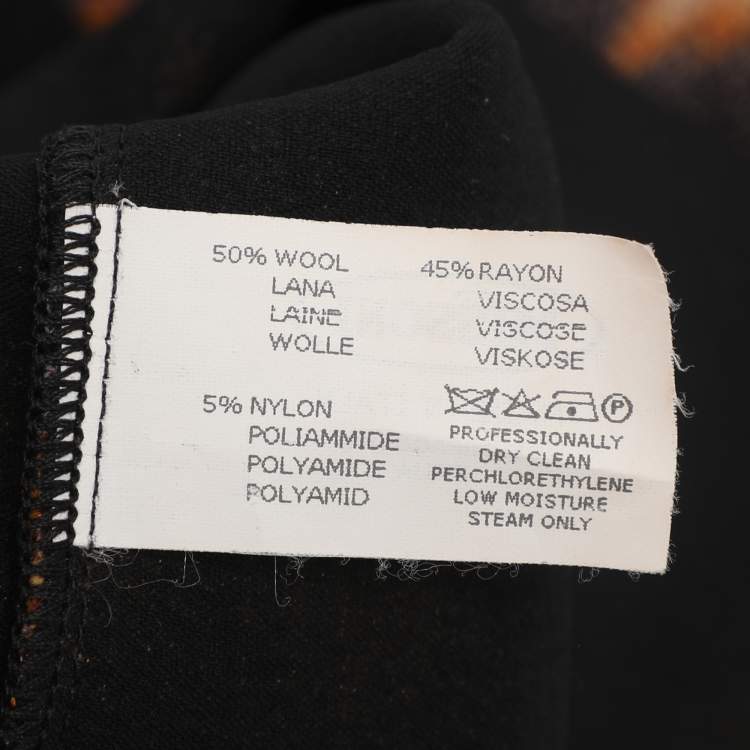 50% WOOL
LANA
LAINE
WOLLE
45% RAYON
VISCOSA
VISCOSE
VISKOSE
5% NYLON
POLIAMMIDE
POLYAMIDE
POLYAMID
P
PROFESSIONALLY
DRY CLEAN
PERCHLORETHYLENE
LOW MOISTURE
STEAM ONLY